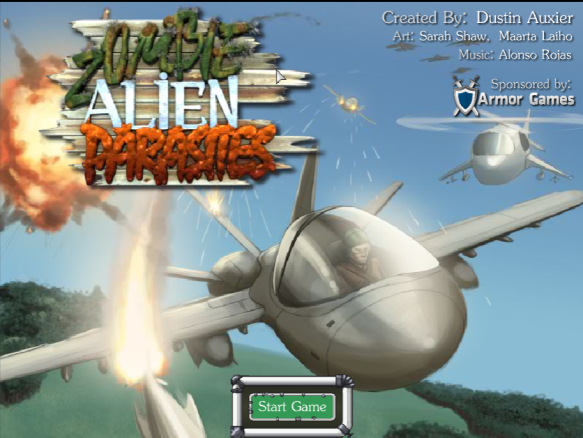 ZOMBIE
ALIEN
PARASITES
Created By: Dustin Auxier
Art: Sarah Shaw, Maarta Laiho
Music: Alonso Rojas
Sponsored by:
Armor Games
Start Game